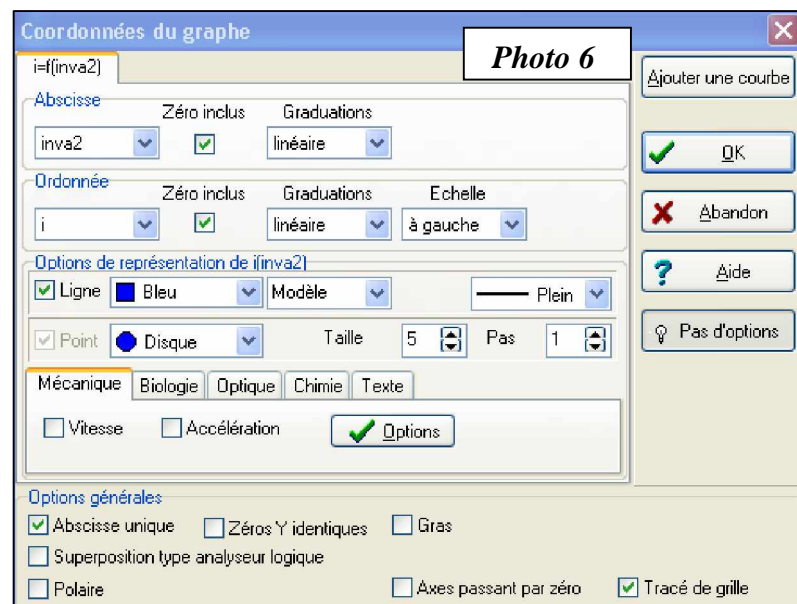 Coordonnées du graphe
Photo 6
i=f(inva2)
Ajouter une courbe
Abscisse
Zéro inclus Graduations
inva2 linéaire
OK
Ordonnée
Zéro inclus Graduations Echelle
i linéaire à gauche
Abandon
Options de représentation de i(inva2)
Ligne Bleu Modèle Plein
Aide
Point Disque Taille 5 Pas 1
Pas d'options
Mécanique Biologie Optique Chimie Texte
Vitesse Accélération Options
Options générales
Abscisse unique Zéros Y identiques Gras
Superposition type analyseur logique
Polaire Axes passant par zéro Tracé de grille